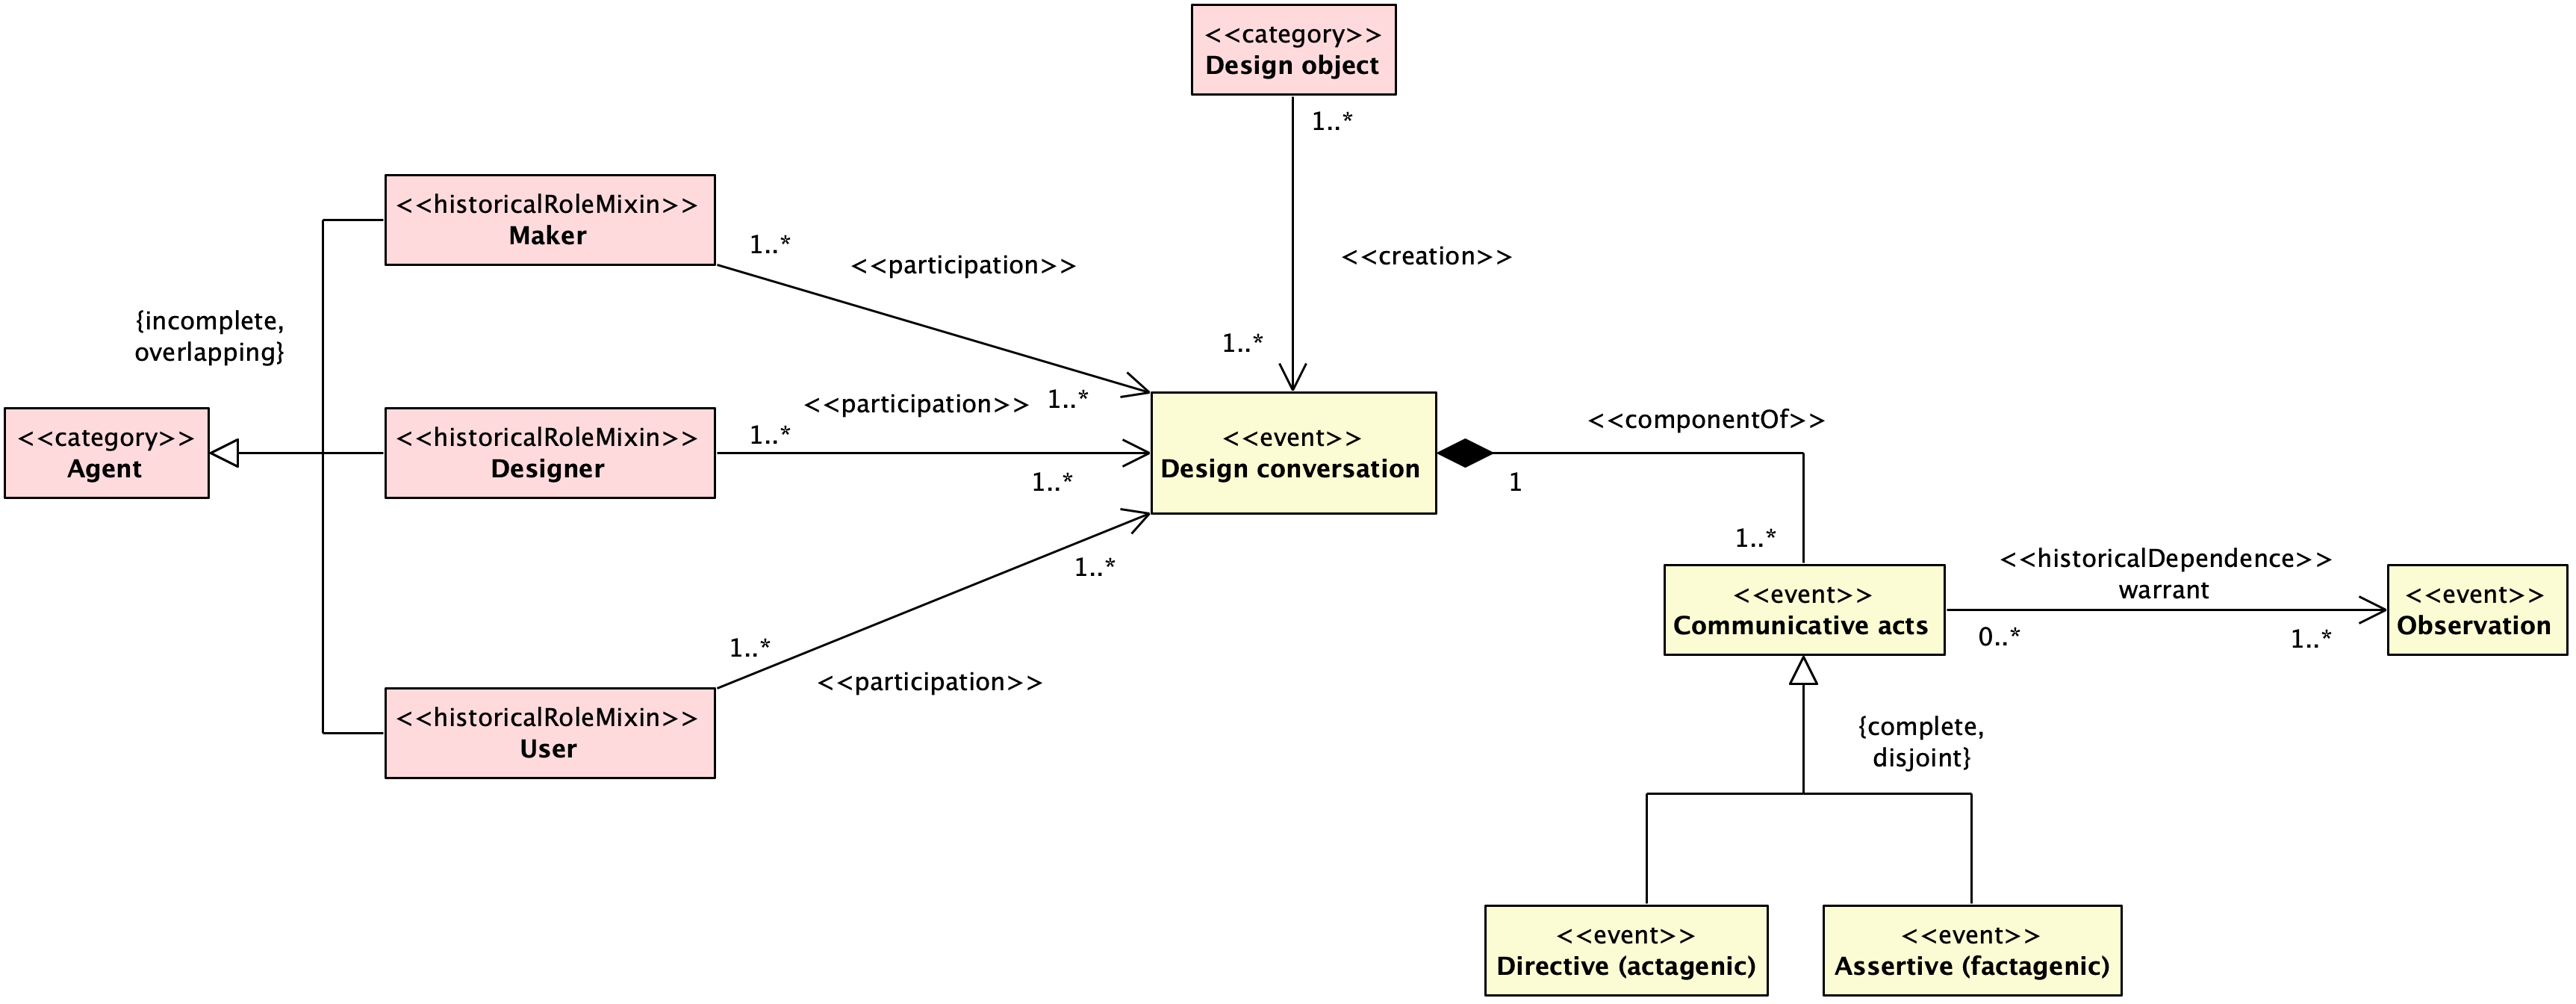 <<category>>
Design object
1..*
<<creation>>
1..*
<<historicalRoleMixin>>
Maker
1..*
<<participation>>
1..*
{incomplete,
overlapping}
<<category>>
Agent
<<historicalRoleMixin>>
Designer
<<participation>>
1..*
1..*
<<event>>
Design conversation
<<componentOf>>
1
1..*
<<historicalRoleMixin>>
User
1..*
<<participation>>
1..*
<<event>>
Communicative acts
<<historicalDependence>>
warrant
0..*
1..*
<<event>>
Observation
{complete,
disjoint}
<<event>>
Directive (actagenic)
<<event>>
Assertive (factagenic)